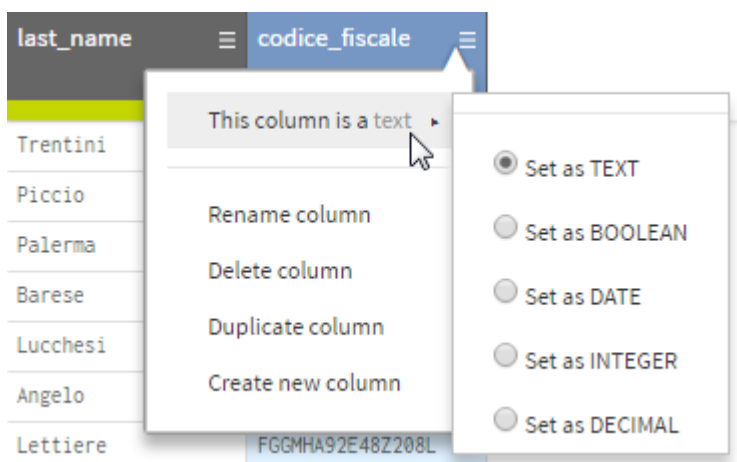 last_name
codice_fiscale
This column is a text
Set as TEXT
Set as BOOLEAN
Set as DATE
Set as INTEGER
Set as DECIMAL
Rename column
Delete column
Duplicate column
Create new column
Trentini
Piccio
Palerma
Barese
Lucchesi
Angelo
Lettiere
FGGMHA92E48Z208L